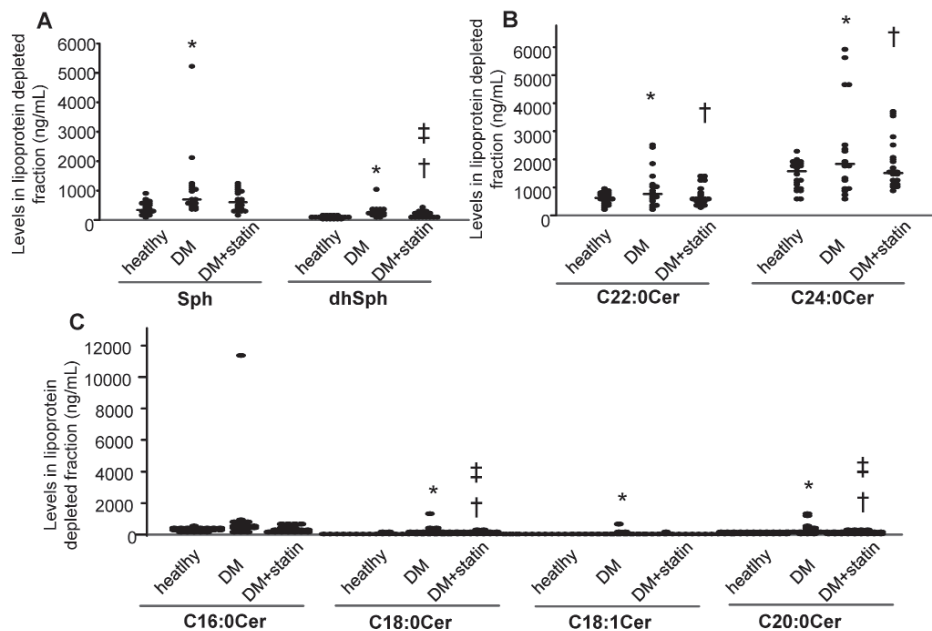 A
Levels in lipoprotein depleted
fraction (ng/mL)
6000
5000
4000
3000
2000
1000
0
*
*
‡
†
heatlhy
DM
DM+statin
heatlhy
DM
DM+statin
Sph
dhSph
B
Levels in lipoprotein depleted
fraction (ng/mL)
6000
4000
2000
0
*
†
*
†
heatlhy
DM
DM+statin
heatlhy
DM
DM+statin
C22:0Cer
C24:0Cer
C
Levels in lipoprotein
depleted fraction (ng/mL)
12000
10000
8000
6000
4000
2000
0
*
‡
†
*
*
‡
†
heatlhy
DM
DM+statin
heatlhy
DM
DM+statin
heatlhy
DM
DM+statin
heatlhy
DM
DM+statin
C16:0Cer
C18:0Cer
C18:1Cer
C20:0Cer